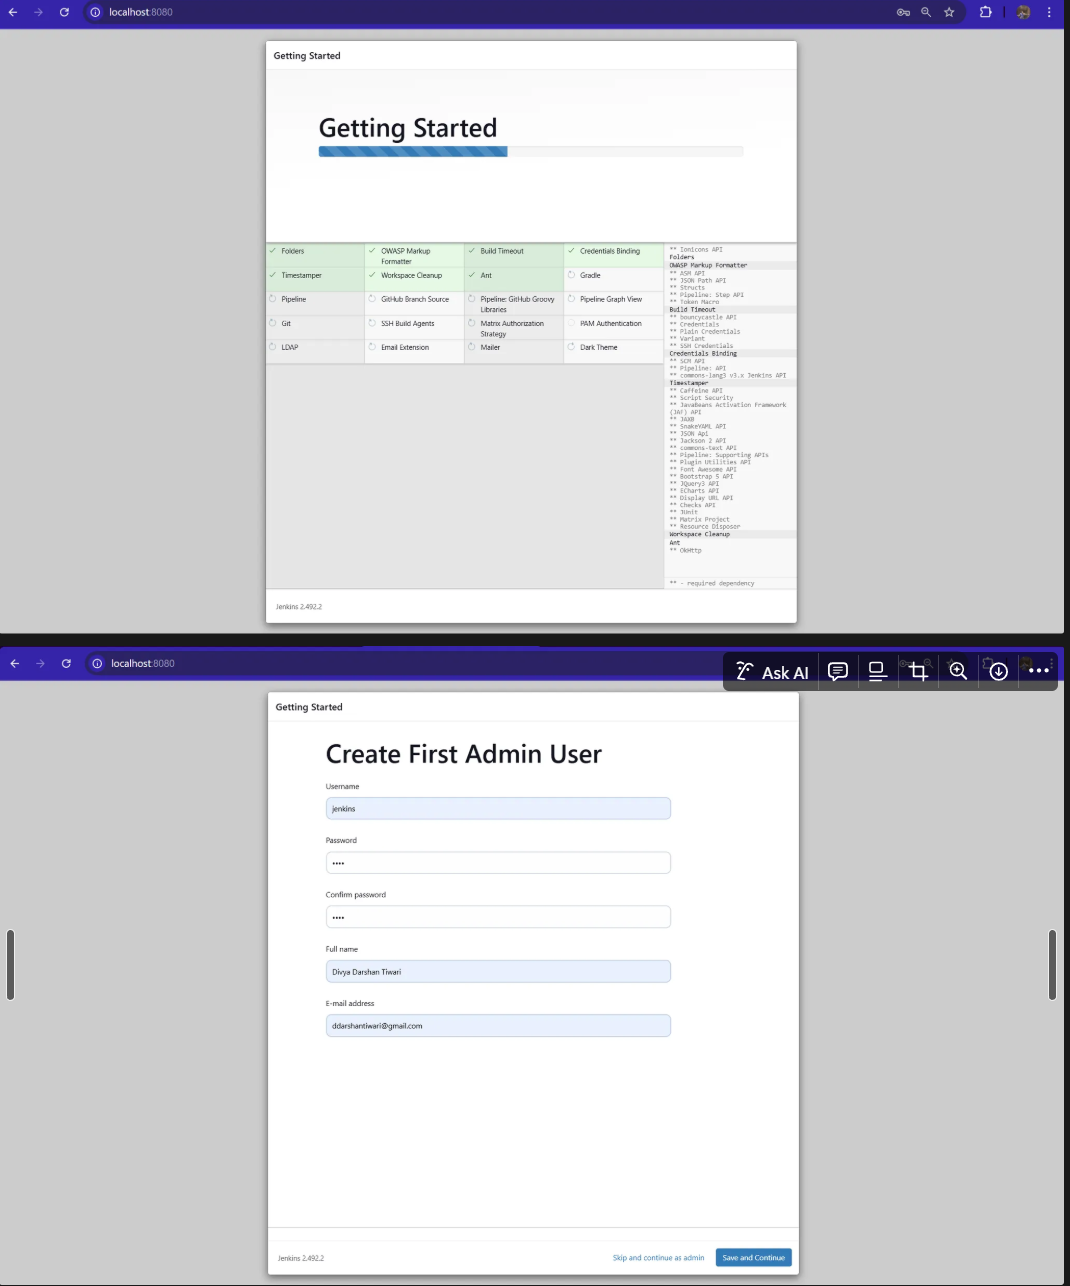 localhost:8080
Getting Started
Getting Started
Folders
OWASP Markup Formatter
Build Timeout
Credentials Binding
Timestamper
Workspace Cleanup
Ant
Gradle
Pipeline
GitHub Branch Source
Pipeline: GitHub Groovy Libraries
Pipeline Graph View
Git
SSH Build Agents
Matrix Authorization Strategy
PAM Authentication
LDAP
Email Extension
Mailer
Dark Theme
** Ionicons API
Folders
OWASP Markup Formatter
** ASM API
** JSON Path API
** Structs
** Pipeline: Step API
** Token Macro
Build Timeout
** bouncycastle API
** Credentials
** Plain Credentials
** Variant
** SSH Credentials
Credentials Binding
** SCM API
** Pipeline: API
** commons-lang3 v3.x Jenkins API
Timestamper
** Caffeine API
** Script Security
** JavaBeans Activation Framework
(JAF) API
** JAXB
** SnakeYAML API
** JSON Api
** Jackson 2 API
** commons-text API
** Pipeline: Supporting APIs
** Plugin Utilities API
** Font Awesome API
** Bootstrap 5 API
** JQuery3 API
** ECharts API
** Display URL API
** Checks API
** JUnit
** Matrix Project
** Resource Disposer
Workspace Cleanup
Ant
** OkHttp
** - required dependency
Jenkins 2.492.2
localhost:8080
Ask AI
Getting Started
Create First Admin User
Username
jenkins
Password
••••
Confirm password
••••
Full name
Divya Darshan Tiwari
E-mail address
ddarshantiwari@gmail.com
Jenkins 2.492.2
Skip and continue as admin
Save and Continue